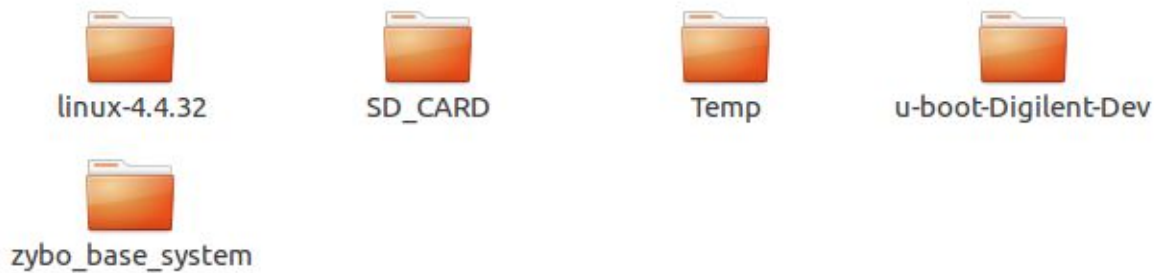 linux-4.4.32
SD_CARD
Temp
u-boot-Digilent-Dev
zybo_base_system